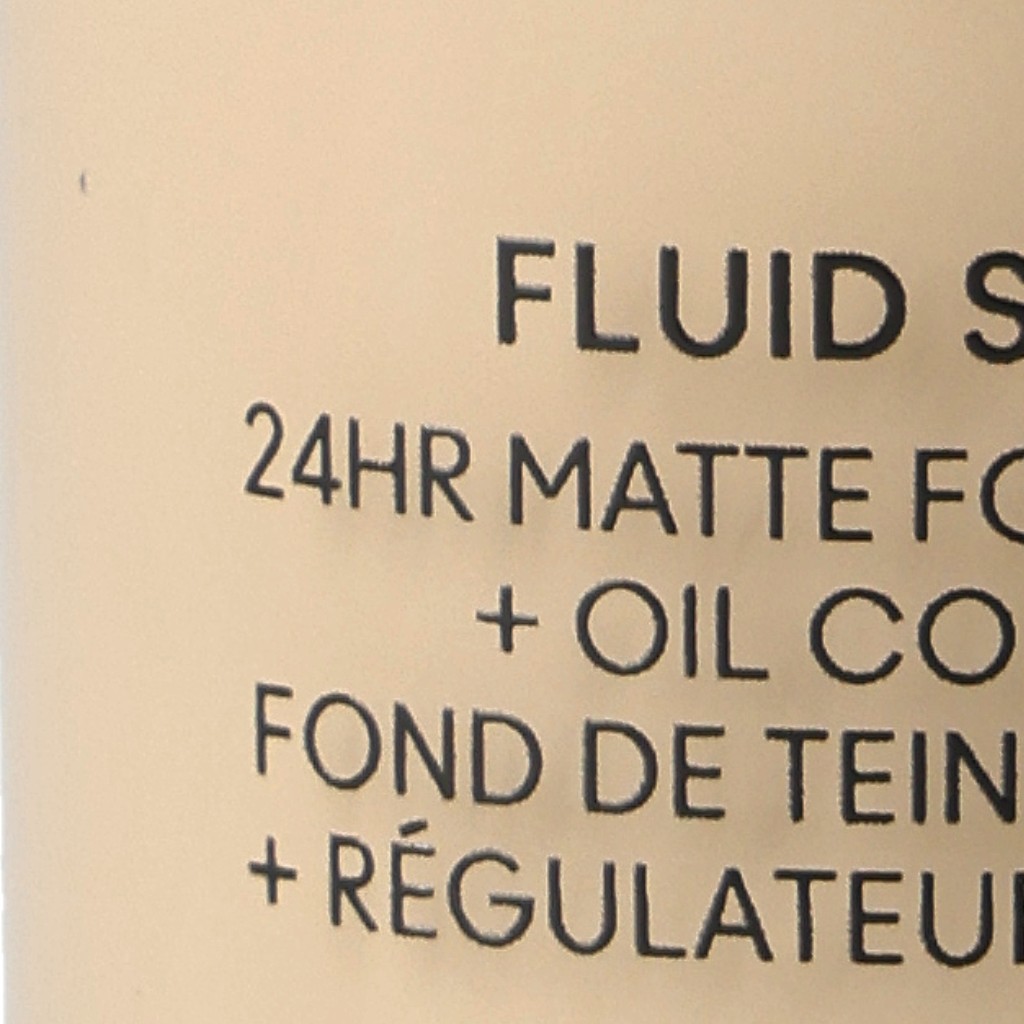 FLUID S
24HR MATTE FO
+ OIL CO
FOND DE TEIN
+ RÉGULATEU